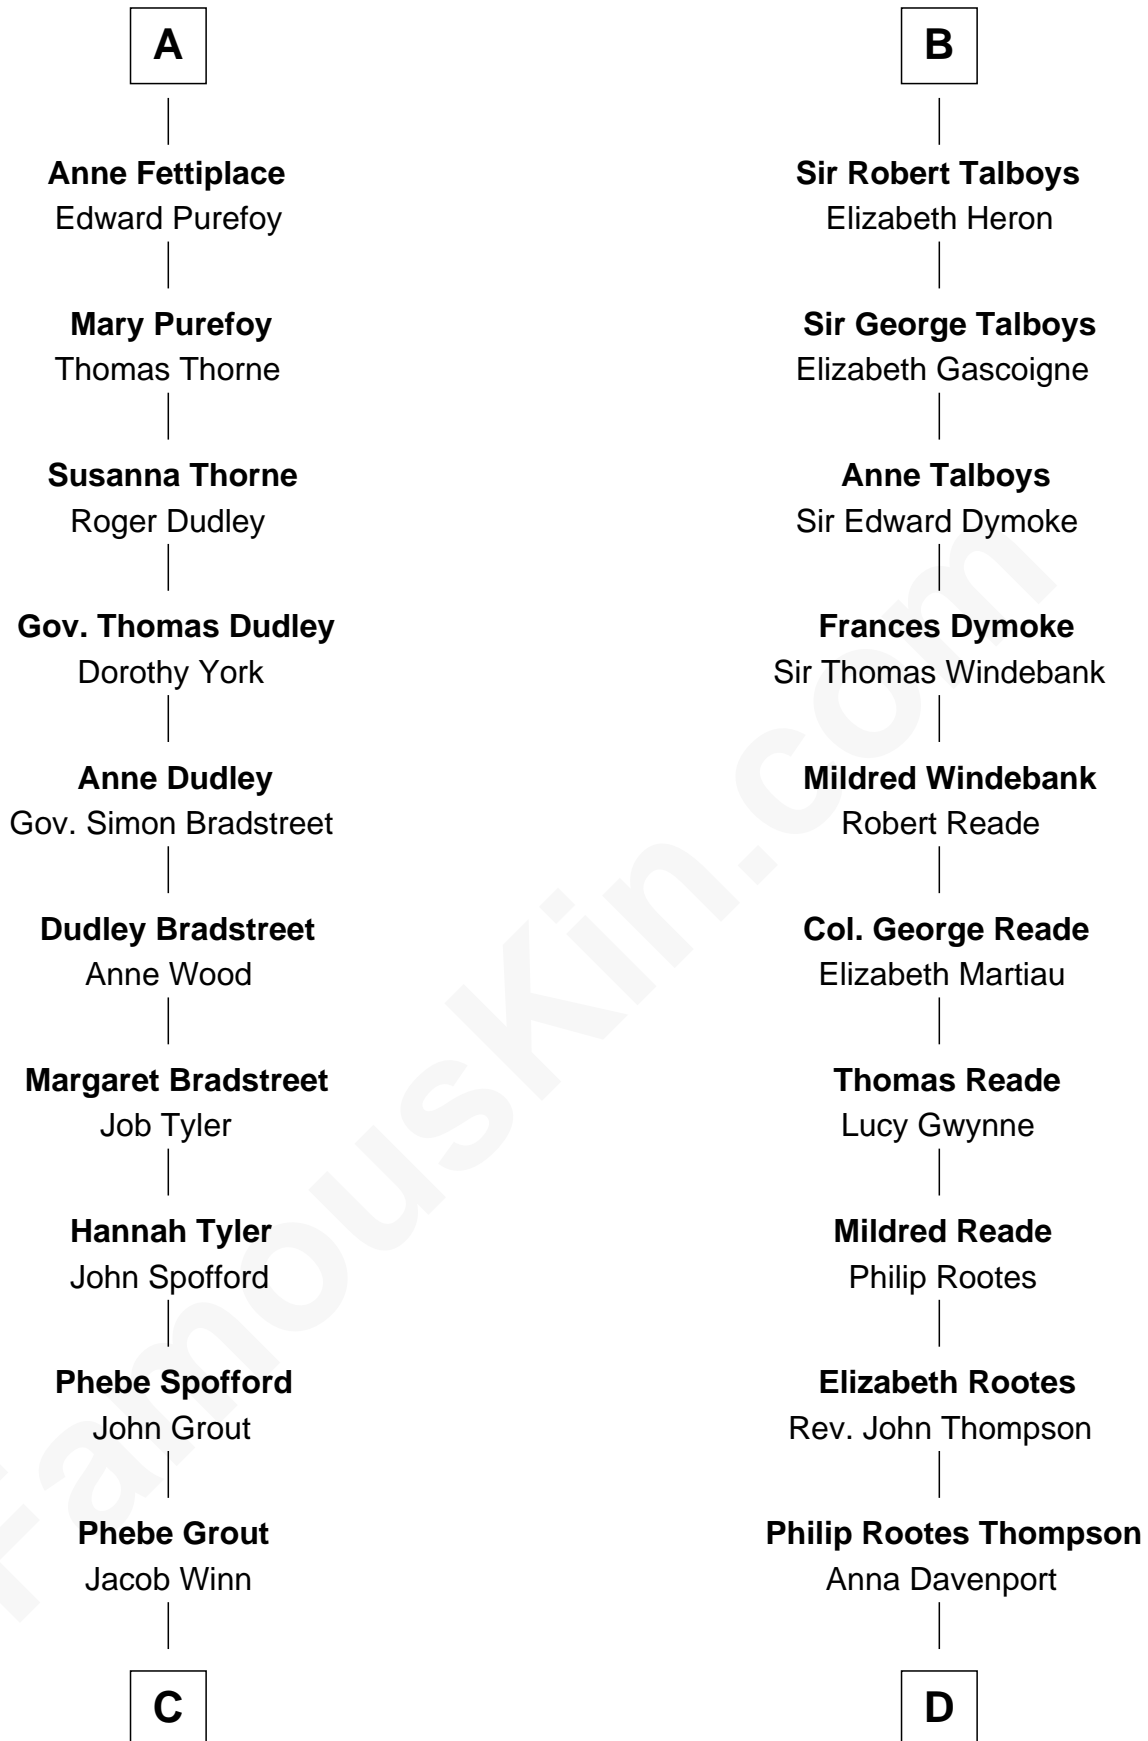 A
Anne Fettiplace
Edward Purefoy
Mary Purefoy
Thomas Thorne
Susanna Thorne
Roger Dudley
Gov. Thomas Dudley
Dorothy York
Anne Dudley
Gov. Simon Bradstreet
Dudley Bradstreet
Anne Wood
Margaret Bradstreet
Job Tyler
Hannah Tyler
John Spofford
Phebe Spofford
John Grout
Phebe Grout
Jacob Winn
C
B
Sir Robert Talboys
Elizabeth Heron
Sir George Talboys
Elizabeth Gascoigne
Anne Talboys
Sir Edward Dymoke
Frances Dymoke
Sir Thomas Windebank
Mildred Windebank
Robert Reade
Col. George Reade
Elizabeth Martiau
Thomas Reade
Lucy Gwynne
Mildred Reade
Philip Rootes
Elizabeth Rootes
Rev. John Thompson
Philip Rootes Thompson
Anna Davenport
D
FamousKin.com